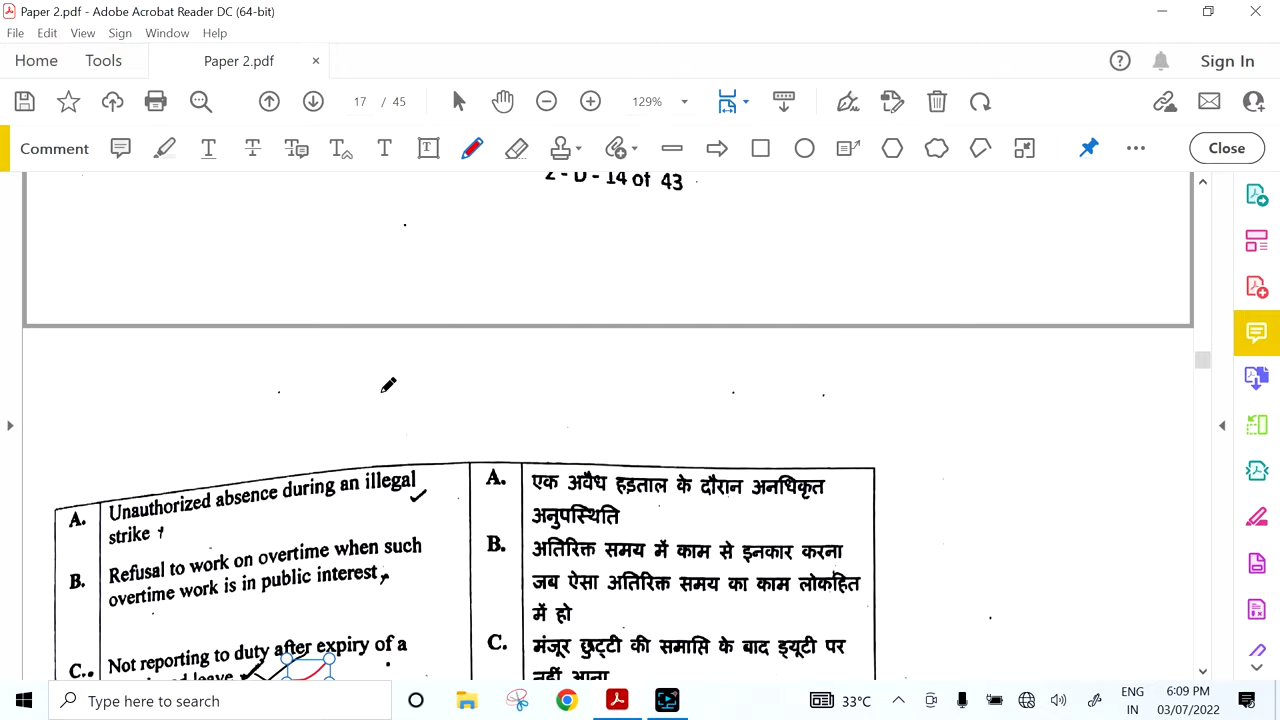 Paper 2.pdf - Adobe Acrobat Reader DC (64-bit)
File Edit View Sign Window Help
Home Tools Paper 2.pdf × Sign In
17 / 45 129%
Comment Close
2 - D - 14 of 43
A. Unauthorized absence during an illegal
strike
B. Refusal to work on overtime when such
overtime work is in public interest
C. Not reporting to duty after expiry of a
leave
A. एक अवैध हड़ताल के दौरान अनधिकृत
अनुपस्थिति
B. अतिरिक्त समय में काम से इनकार करना
जब ऐसा अतिरिक्त समय का काम लोकहित
में हो
C. मंजूर छुट्टी की समाप्ति के बाद ड्यूटी पर
नहीं आना
Type here to search
33°C
ENG
IN
6:09 PM
03/07/2022